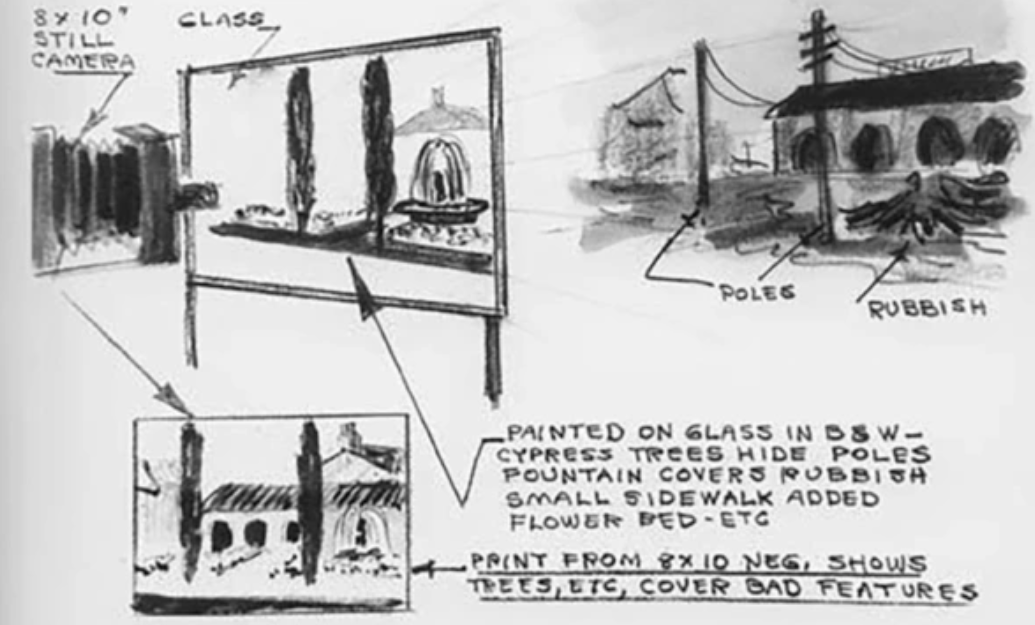 8 X 10"
STILL
CAMERA
GLASS
POLES
RUBBISH
PAINTED ON GLASS IN B & W —
CYPRESS TREES HIDE POLES
FOUNTAIN COVERS RUBBISH
SMALL SIDEWALK ADDED
FLOWER BED - ETC
PRINT FROM 8X10 NEG, SHOWS
TREES, ETC, COVER BAD FEATURES